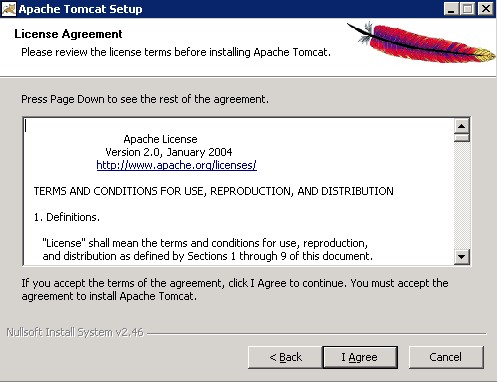 Apache Tomcat Setup
License Agreement
Please review the license terms before installing Apache Tomcat.
Press Page Down to see the rest of the agreement.
Apache License
Version 2.0, January 2004
http://www.apache.org/licenses/
TERMS AND CONDITIONS FOR USE, REPRODUCTION, AND DISTRIBUTION
1. Definitions.
"License" shall mean the terms and conditions for use, reproduction,
and distribution as defined by Sections 1 through 9 of this document.
If you accept the terms of the agreement, click I Agree to continue. You must accept the
agreement to install Apache Tomcat.
Nullsoft Install System v2.46
< Back
I Agree
Cancel